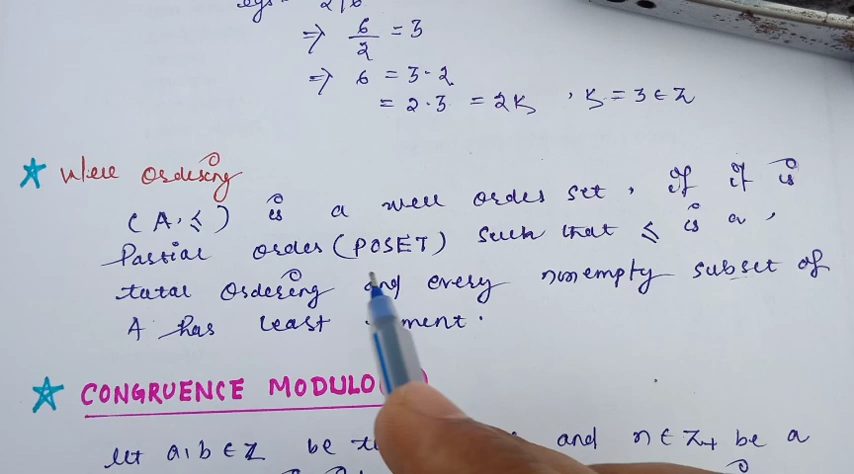 ⇒ 6/2 = 3
⇒ 6 = 3·2
= 2·3 = 2K, K = 3 ∈ Z
Well Ordering
(A, ≤) is a well order set, if it is
Partial order (POSET) such that ≤ is a,
total ordering and every nonempty subset of
A has least
CONGRUENCE MODULO
let a, b ∈ Z be and n ∈ Z+ be a